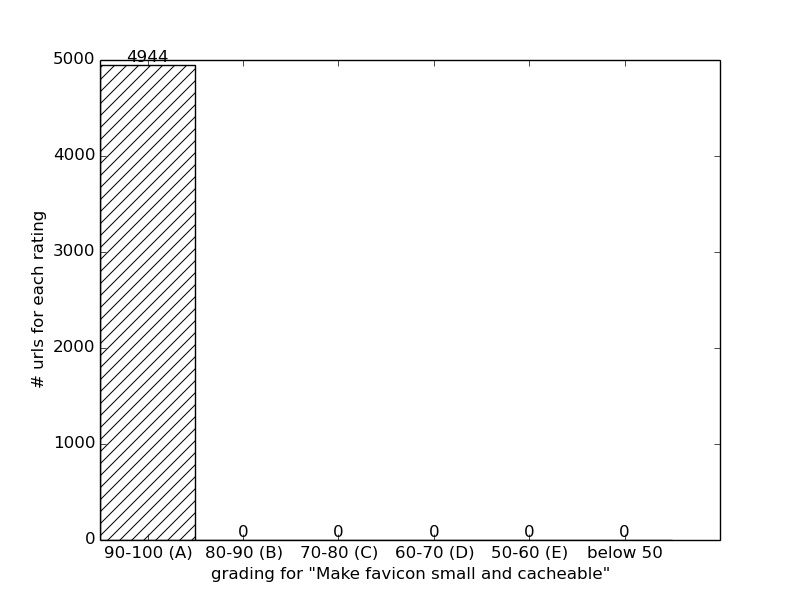 5000
4000
3000
2000
1000
0
# urls for each rating
4944
0
0
0
0
0
90-100 (A)
80-90 (B)
70-80 (C)
60-70 (D)
50-60 (E)
below 50
grading for "Make favicon small and cacheable"